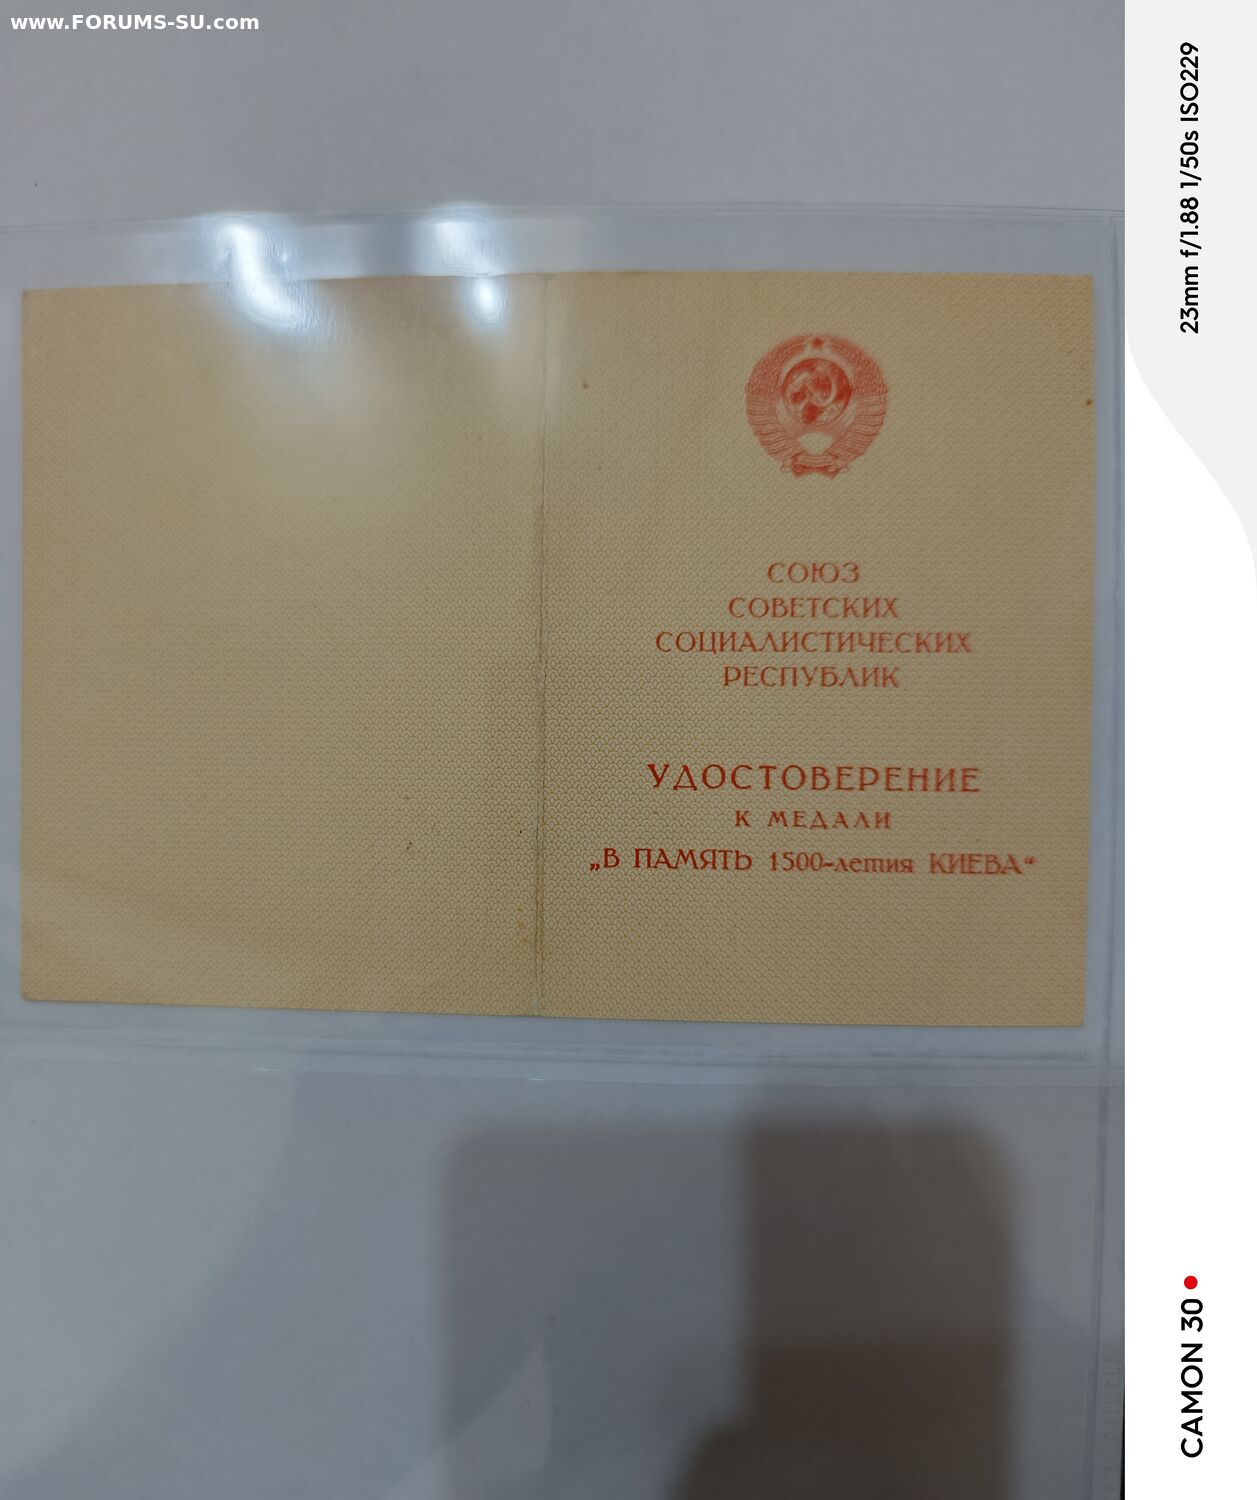 www.FORUMS-SU.com
СОЮЗ
СОВЕТСКИХ
СОЦИАЛИСТИЧЕСКИХ
РЕСПУБЛИК
УДОСТОВЕРЕНИЕ
К МЕДАЛИ
„В ПАМЯТЬ 1500-летия КИЕВА“
23mm f/1.88 1/50s ISO229
CAMON 30